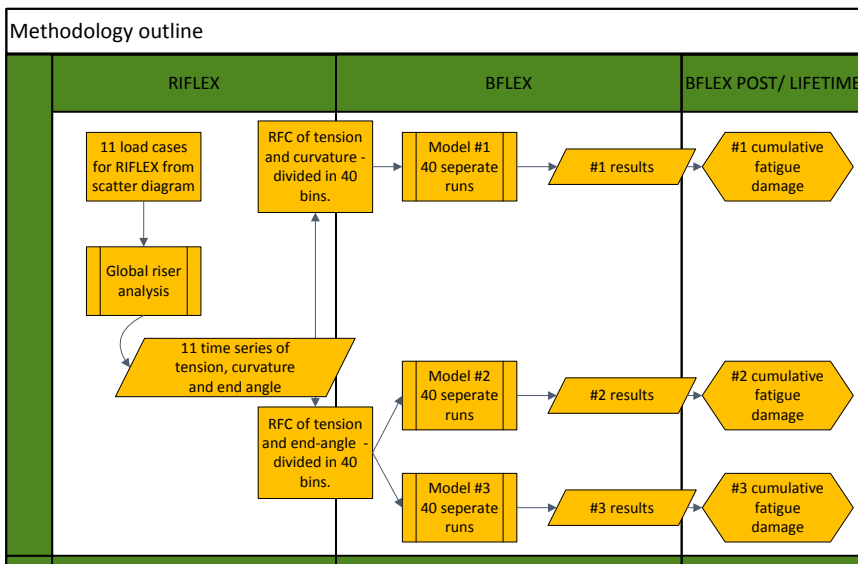 Methodology outline
RIFLEX
BFLEX
BFLEX POST/ LIFETIME
11 load cases
for RIFLEX from
scatter diagram
RFC of tension
and curvature -
divided in 40
bins.
Model #1
40 seperate
runs
#1 results
#1 cumulative
fatigue
damage
Global riser
analysis
11 time series of
tension, curvature
and end angle
RFC of tension
and end-angle -
divided in 40
bins.
Model #2
40 seperate
runs
#2 results
#2 cumulative
fatigue
damage
Model #3
40 seperate
runs
#3 results
#3 cumulative
fatigue
damage